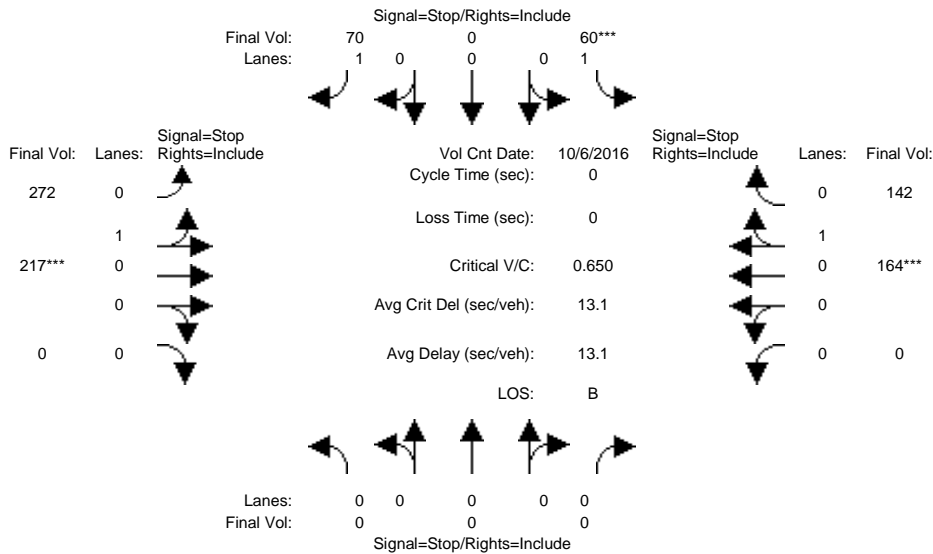 Signal=Stop/Rights=Include
Final Vol: 70 0 60***
Lanes: 1 0 0 0 1
Signal=Stop
Final Vol: Lanes: Rights=Include
Vol Cnt Date: 10/6/2016
Signal=Stop
Rights=Include Lanes: Final Vol:
Cycle Time (sec): 0
272 0
0 142
Loss Time (sec): 0
1
1
217*** 0
Critical V/C: 0.650
0 164***
0
Avg Crit Del (sec/veh): 13.1
0
0 0
Avg Delay (sec/veh): 13.1
0 0
LOS: B
Lanes: 0 0 0 0 0
Final Vol: 0 0 0
Signal=Stop/Rights=Include